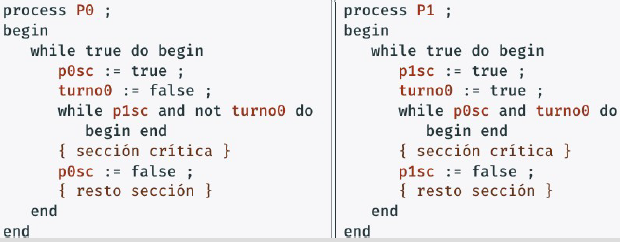 process P0 ;
begin
while true do begin
p0sc := true ;
turno0 := false ;
while p1sc and not turno0 do
begin end
{ sección crítica }
p0sc := false ;
{ resto sección }
end
end
process P1 ;
begin
while true do begin
p1sc := true ;
turno0 := true ;
while p0sc and turno0 do
begin end
{ sección crítica }
p1sc := false ;
{ resto sección }
end
end